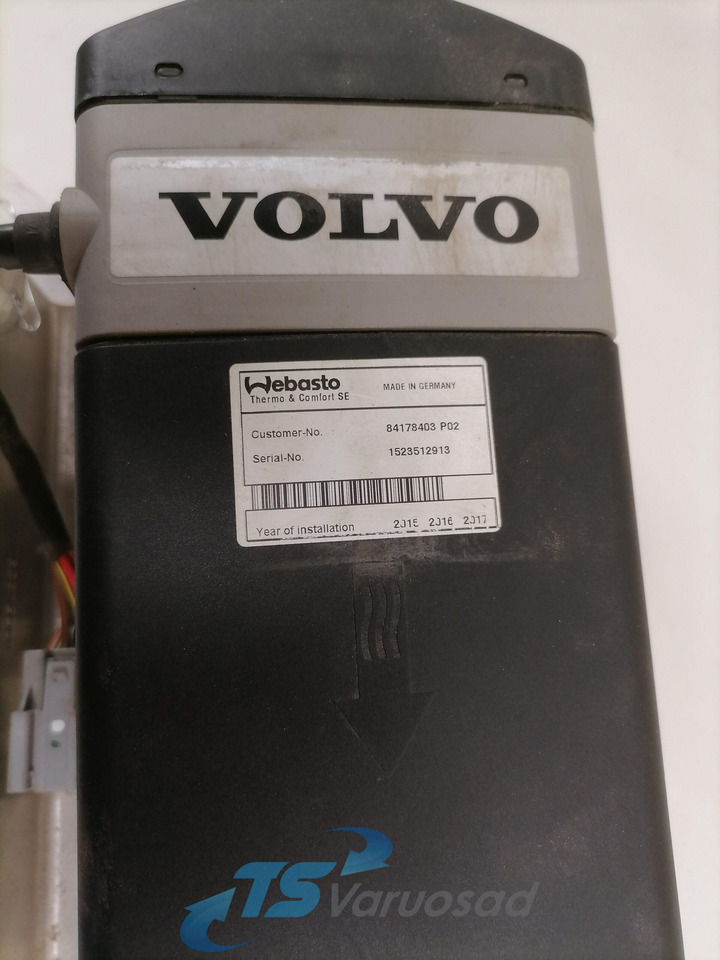 VOLVO
Webasto
Thermo & Comfort SE
MADE IN GERMANY
Customer-No. 84178403 P02
Serial-No. 1523512913
Year of installation 2015 2016 2017
TS Varuosad